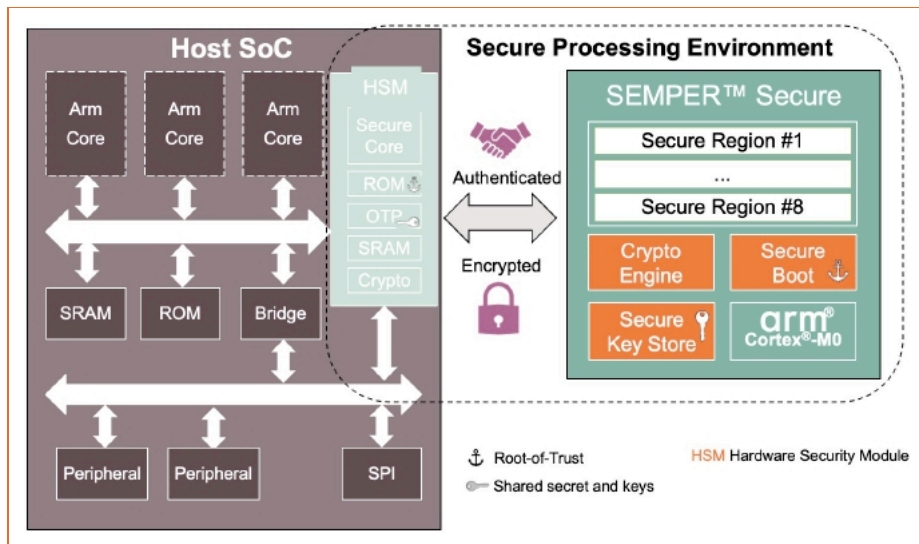 Host SoC
Secure Processing Environment
Arm
Core
Arm
Core
Arm
Core
HSM
Secure
Core
ROM
OTP
SRAM
Crypto
SRAM
ROM
Bridge
Peripheral
Peripheral
SPI
Authenticated
Encrypted
SEMPER™ Secure
Secure Region #1
...
Secure Region #8
Crypto
Engine
Secure
Boot
Secure
Key Store
arm®
Cortex®-M0
Root-of-Trust
Shared secret and keys
HSM Hardware Security Module